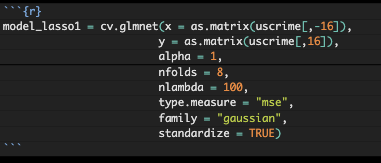 ```{r}
model_lasso1 = cv.glmnet(x = as.matrix(uscrime[,-16]),
                         y = as.matrix(uscrime[,16]),
                         alpha = 1,
                         nfolds = 8,
                         nlambda = 100,
                         type.measure = "mse",
                         family = "gaussian",
                         standardize = TRUE)
```